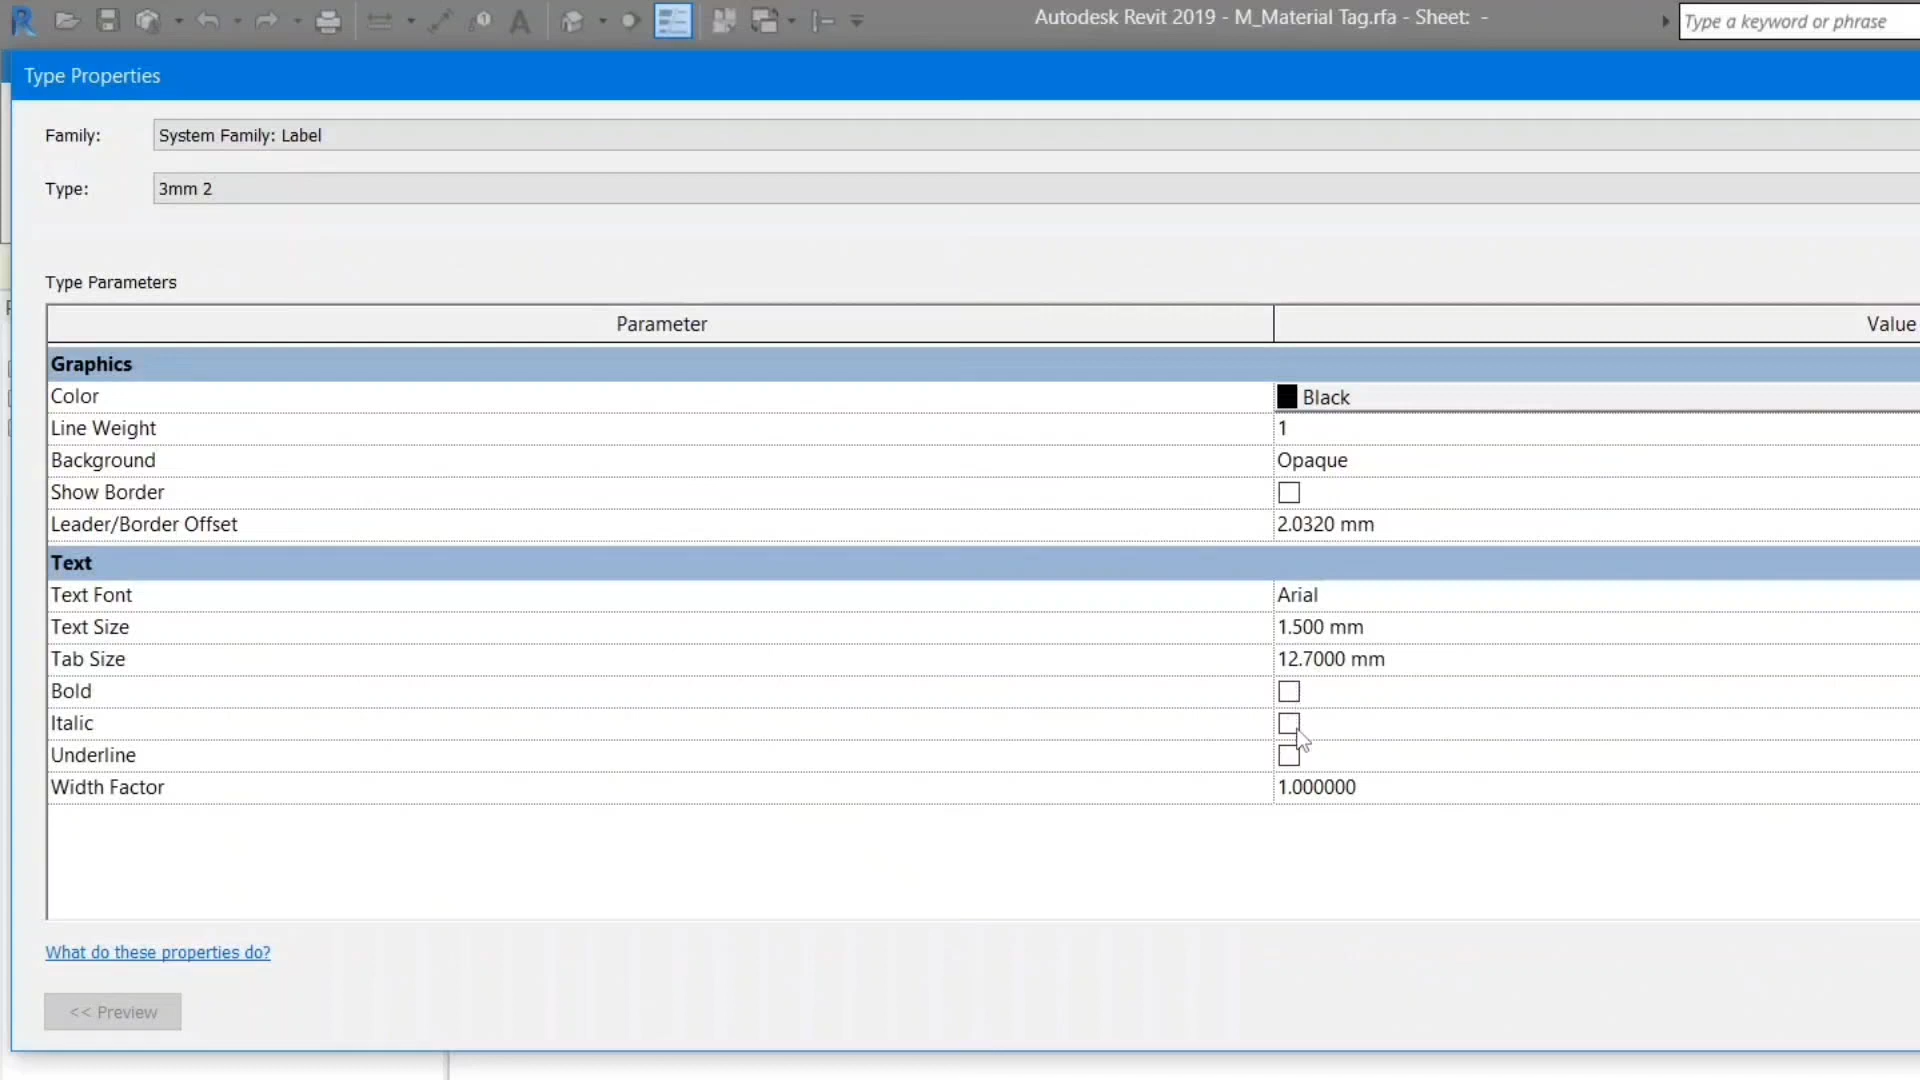 Autodesk Revit 2019 - M_Material Tag.rfa - Sheet: -
Type a keyword or phrase
Type Properties
Family: System Family: Label
Type: 3mm 2
Type Parameters
Parameter Value
Graphics
Color Black
Line Weight 1
Background Opaque
Show Border
Leader/Border Offset 2.0320 mm
Text
Text Font Arial
Text Size 1.500 mm
Tab Size 12.7000 mm
Bold
Italic
Underline
Width Factor 1.000000
What do these properties do?
<< Preview